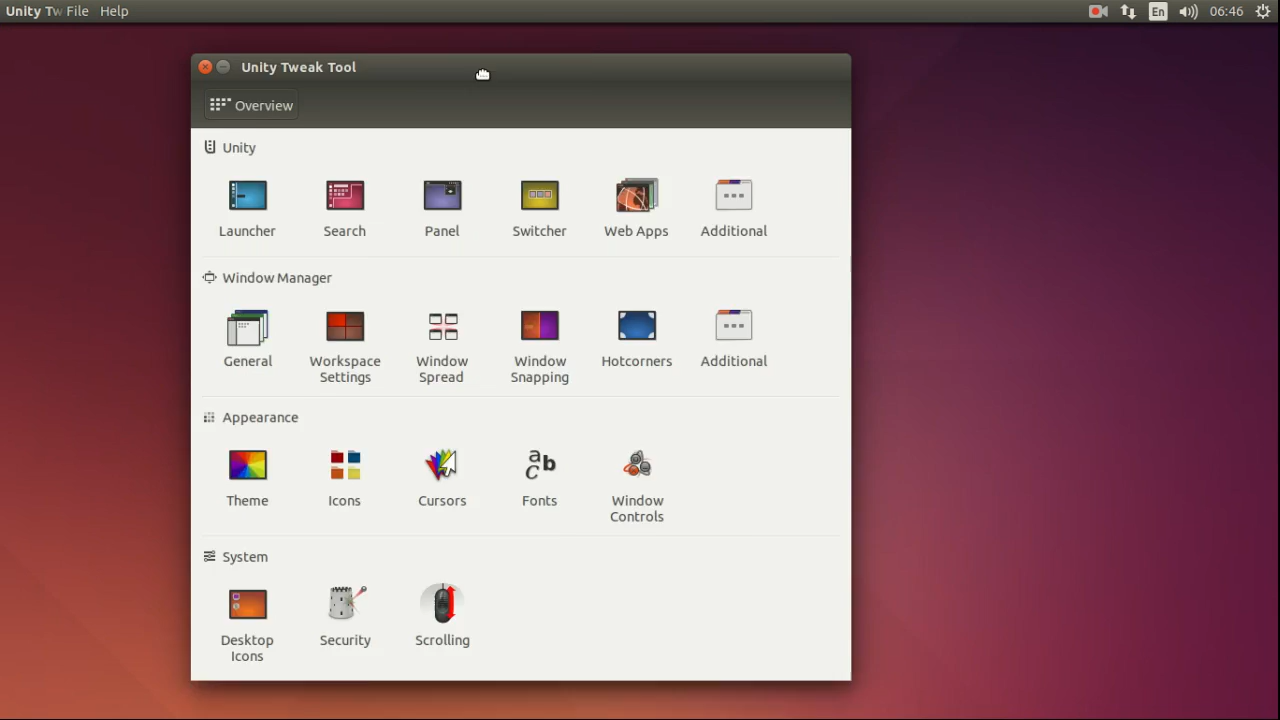 Unity Tw File Help En 06:46
Unity Tweak Tool
Overview
Unity
Launcher Search Panel Switcher Web Apps Additional
Window Manager
General Workspace Window Window Hotcorners Additional
Settings Spread Snapping
Appearance
Theme Icons Cursors Fonts Window
Controls
System
Desktop Security Scrolling
Icons